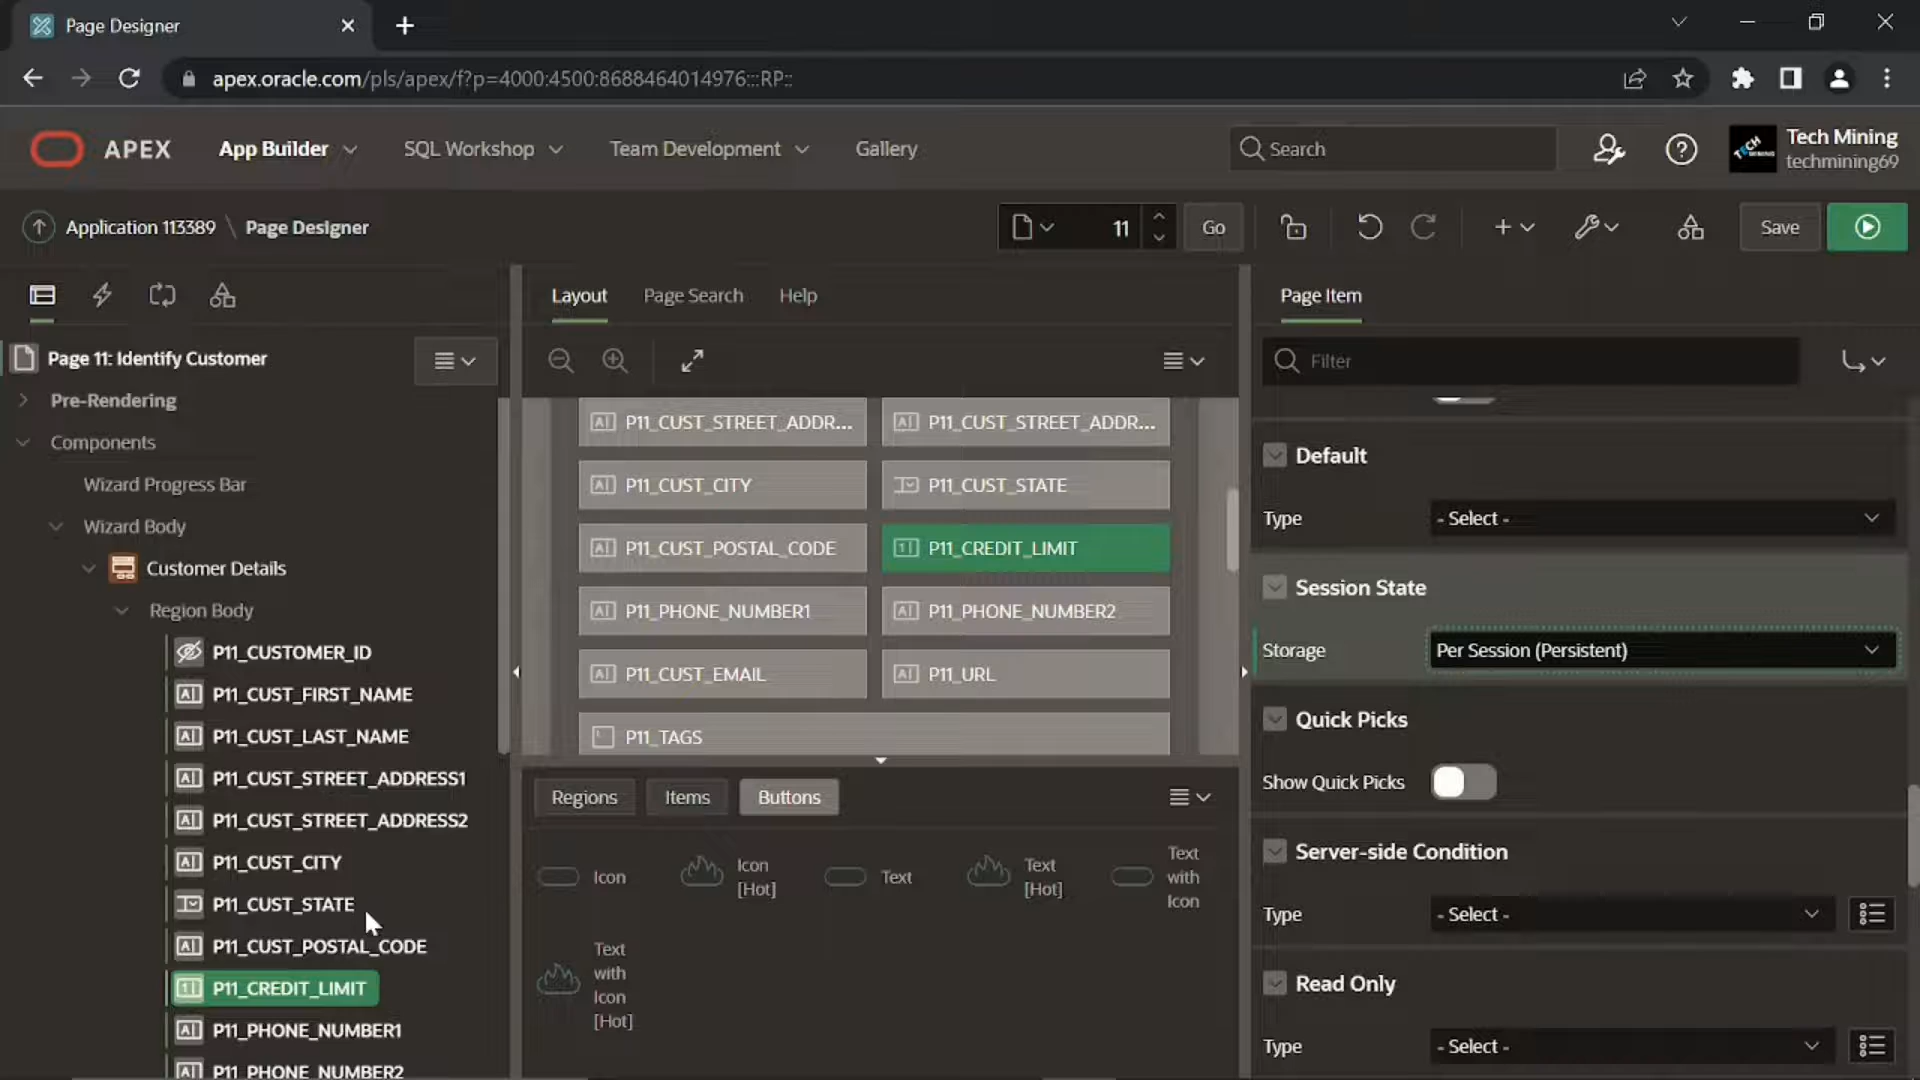 Page Designer
apex.oracle.com/pls/apex/f?p=4000:4500:8688464014976:::RP::
APEX
App Builder
SQL Workshop
Team Development
Gallery
Search
Tech Mining
techmining69
Application 113389 \ Page Designer
11
Go
Save
Page 11: Identify Customer
Pre-Rendering
Components
Wizard Progress Bar
Wizard Body
Customer Details
Region Body
P11_CUSTOMER_ID
P11_CUST_FIRST_NAME
P11_CUST_LAST_NAME
P11_CUST_STREET_ADDRESS1
P11_CUST_STREET_ADDRESS2
P11_CUST_CITY
P11_CUST_STATE
P11_CUST_POSTAL_CODE
P11_CREDIT_LIMIT
P11_PHONE_NUMBER1
P11_PHONE_NUMBER2
Layout
Page Search
Help
P11_CUST_STREET_ADDR...
P11_CUST_STREET_ADDR...
P11_CUST_CITY
P11_CUST_STATE
P11_CUST_POSTAL_CODE
P11_CREDIT_LIMIT
P11_PHONE_NUMBER1
P11_PHONE_NUMBER2
P11_CUST_EMAIL
P11_URL
P11_TAGS
Regions
Items
Buttons
Icon
Icon
[Hot]
Text
Text
[Hot]
Text
with
Icon
Text
with
Icon
[Hot]
Page Item
Filter
Default
Type
- Select -
Session State
Storage
Per Session (Persistent)
Quick Picks
Show Quick Picks
Server-side Condition
Type
- Select -
Read Only
Type
- Select -